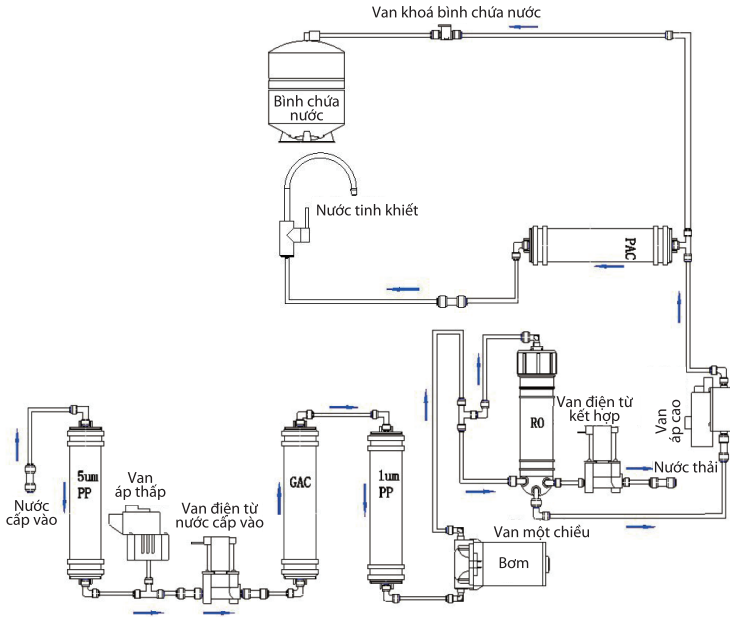 Van khoá bình chứa nước
Bình chứa
nước
Nước tinh khiết
PAC
RO
Van điện từ
kết hợp
Van
áp cao
Nước thải
5um
PP
Van
áp thấp
GAC
1um
PP
Nước
cấp vào
Van điện từ
nước cấp vào
Van một chiều
Bơm